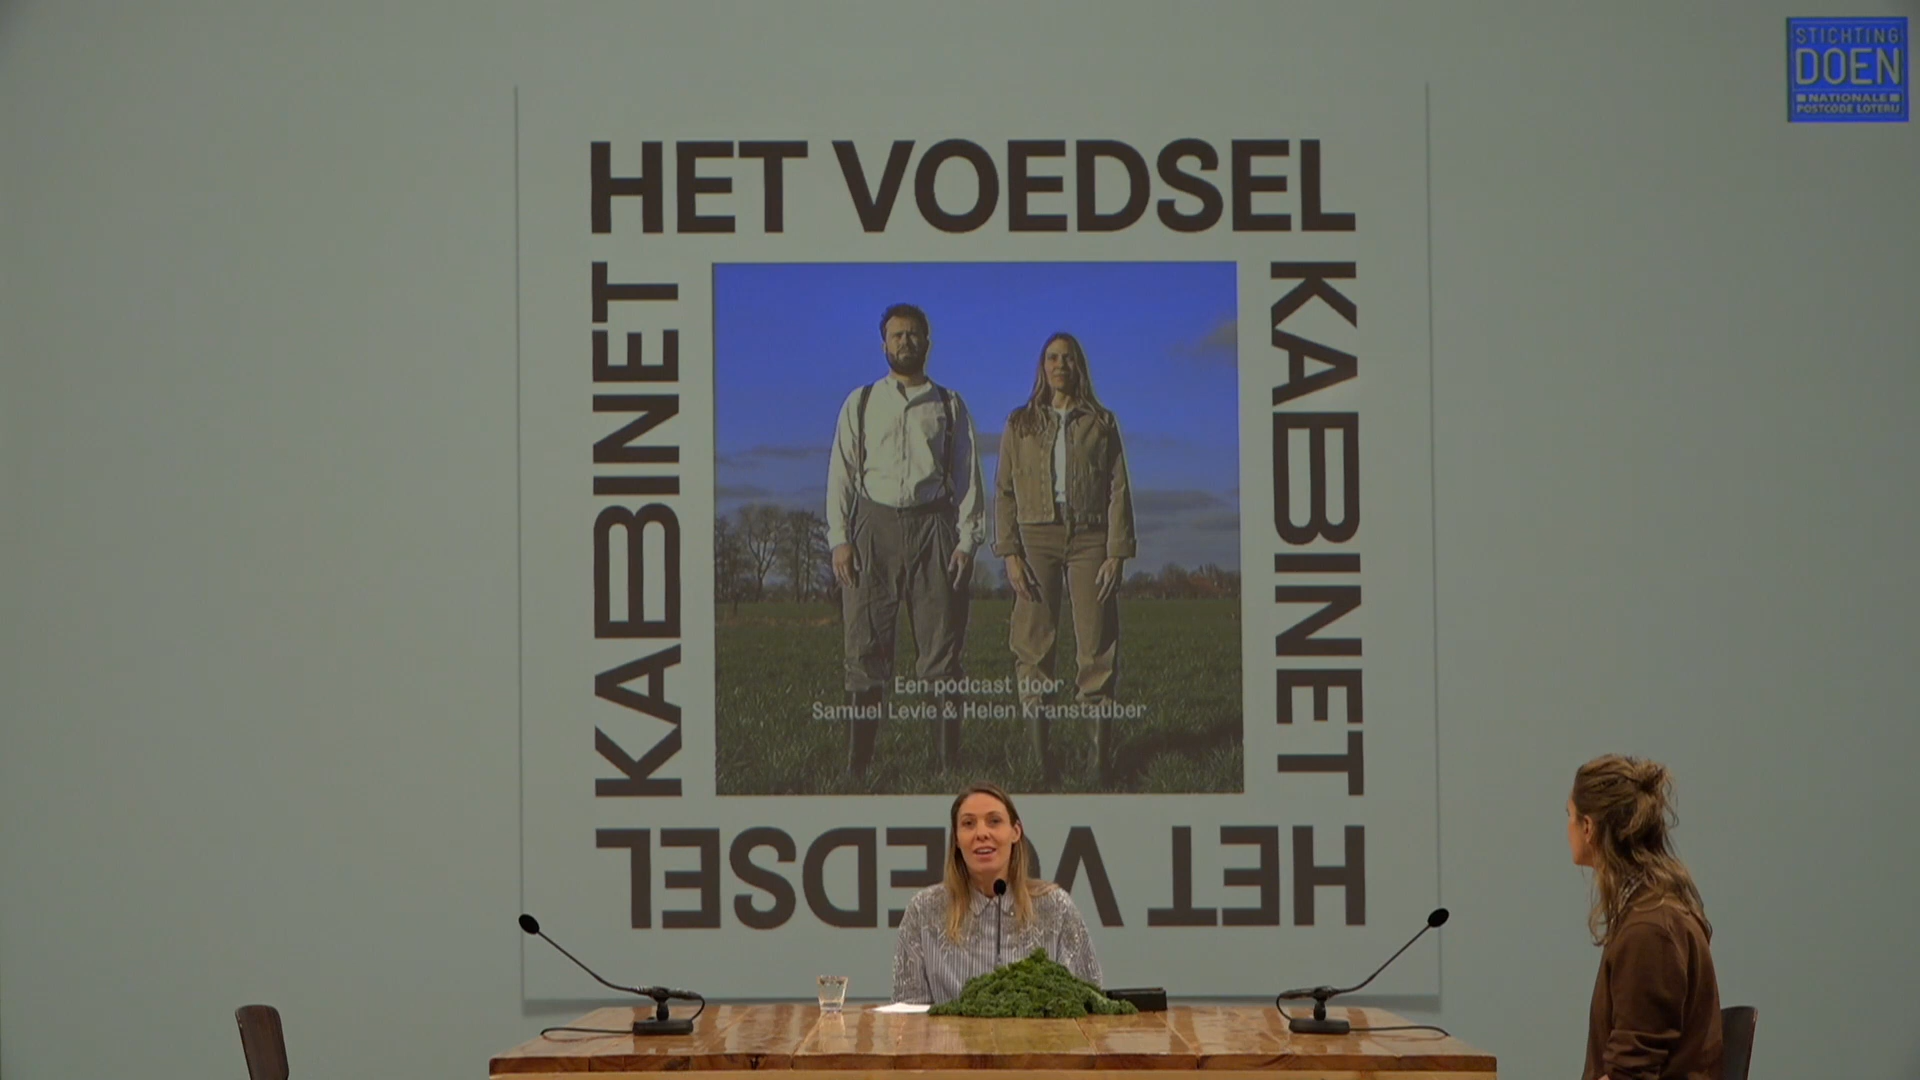 STICHTING
DOEN
NATIONALE
POSTCODE LOTERIJ
HET VOEDSEL
KABINET
KABINET
Een podcast door
Samuel Levie & Helen Kranstauber
HET VOEDSEL